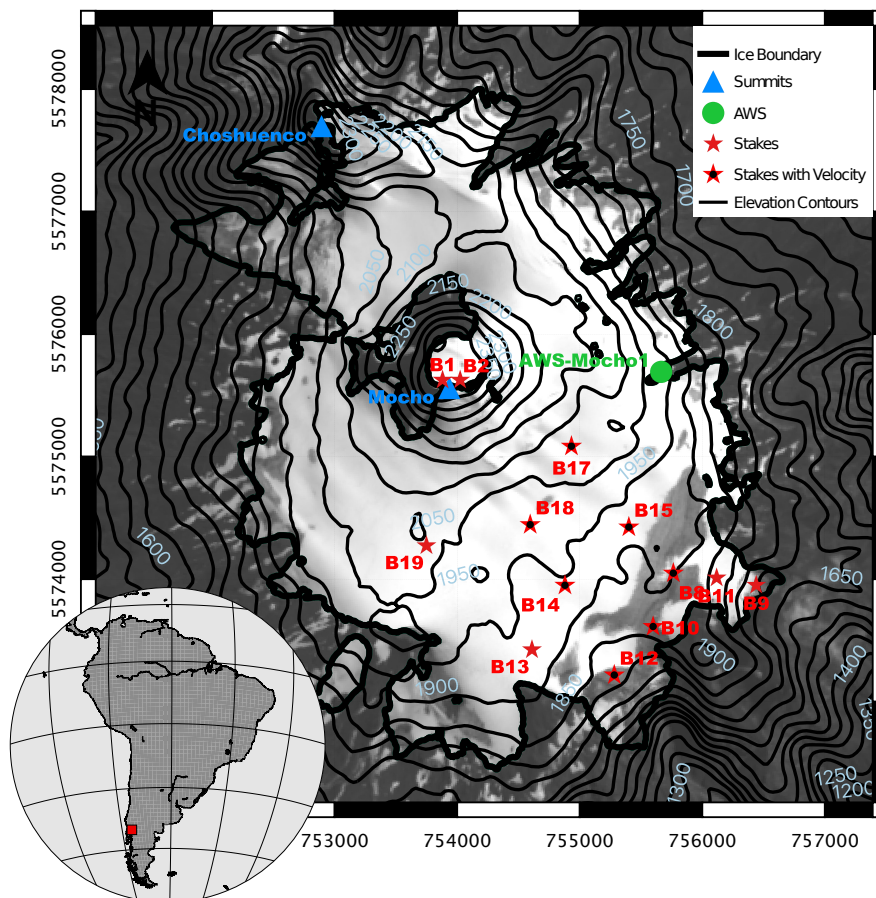 5578000
5577000
5576000
5575000
5574000
Ice Boundary
Summits
AWS
Stakes
Stakes with Velocity
Elevation Contours
N
Choshuenco
1750
1700
2050
2100
2150
2250
1800
B1
B2
AWS-Mocho1
Mocho
B17
1950
B18
B15
2050
B19
1950
B14
B8
B11
B9
B10
B13
B12
1650
1600
1900
1850
1900
1400
1300
1250
1200
753000
754000
755000
756000
757000